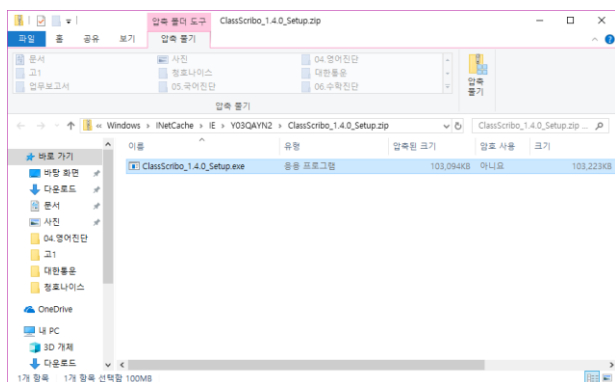 압축 폴더 도구 ClassScribo_1.4.0_Setup.zip
파일 홈 공유 보기 압축 풀기
문서 사진 04.영어진단
고1 청호나이스 대한통운
업무보고서 05.국어진단 06.수학진단
압축 풀기
압축 풀기
« Windows › INetCache › IE › Y03QAYN2 › ClassScribo_1.4.0_Setup.zip
ClassScribo_1.4.0_Setup.zip ...
이름 유형 압축된 크기 암호 사용 크기
ClassScribo_1.4.0_Setup.exe 응용 프로그램 103,094KB 아니요 103,223KB
바로 가기
바탕 화면
다운로드
문서
사진
04.영어진단
고1
대한통운
청호나이스
OneDrive
내 PC
3D 개체
다운로드
1개 항목 1개 항목 선택함 100MB